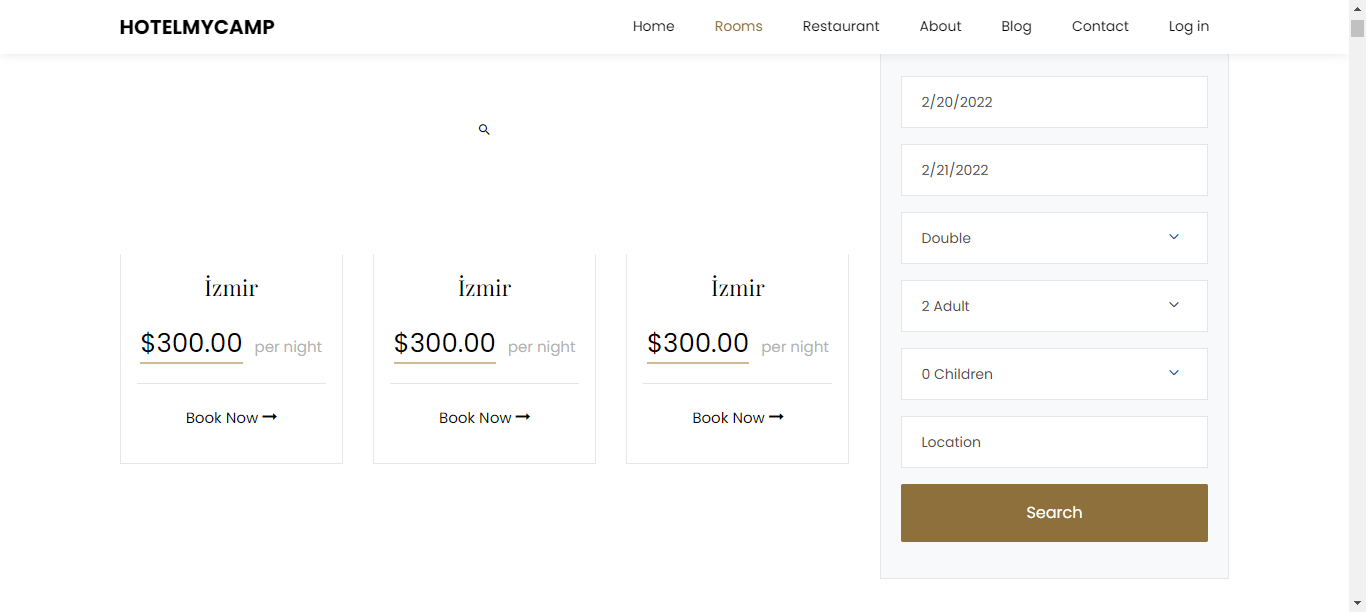 HOTELMYCAMP
Home Rooms Restaurant About Blog Contact Log in
İzmir
$300.00 per night
Book Now
İzmir
$300.00 per night
Book Now
İzmir
$300.00 per night
Book Now
2/20/2022
2/21/2022
Double
2 Adult
0 Children
Location
Search